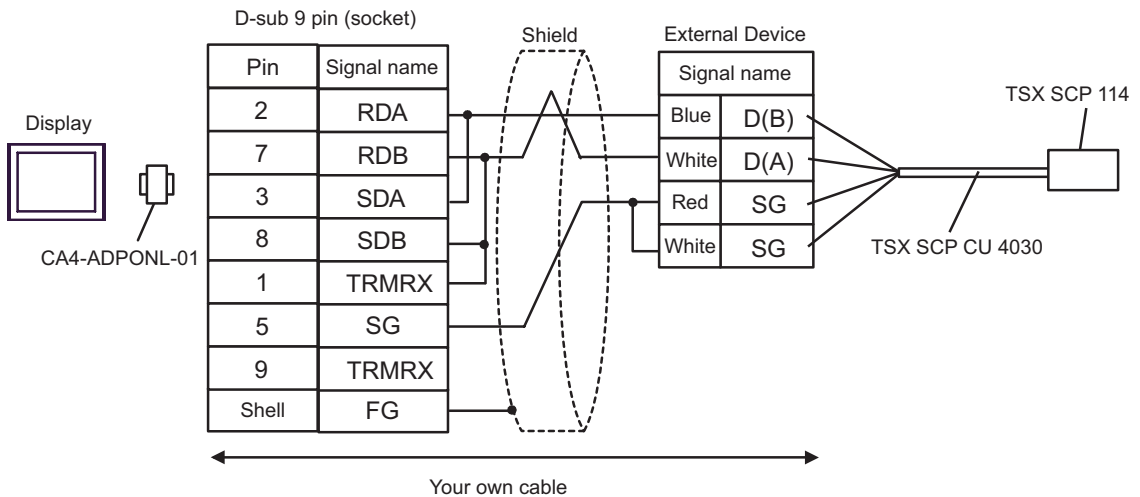 D-sub 9 pin (socket)
Shield
External Device
Pin Signal name
Signal name
TSX SCP 114
Display
2 RDA
Blue D(B)
7 RDB
White D(A)
3 SDA
Red SG
8 SDB
White SG
CA4-ADPONL-01
TSX SCP CU 4030
1 TRMRX
5 SG
9 TRMRX
Shell FG
Your own cable